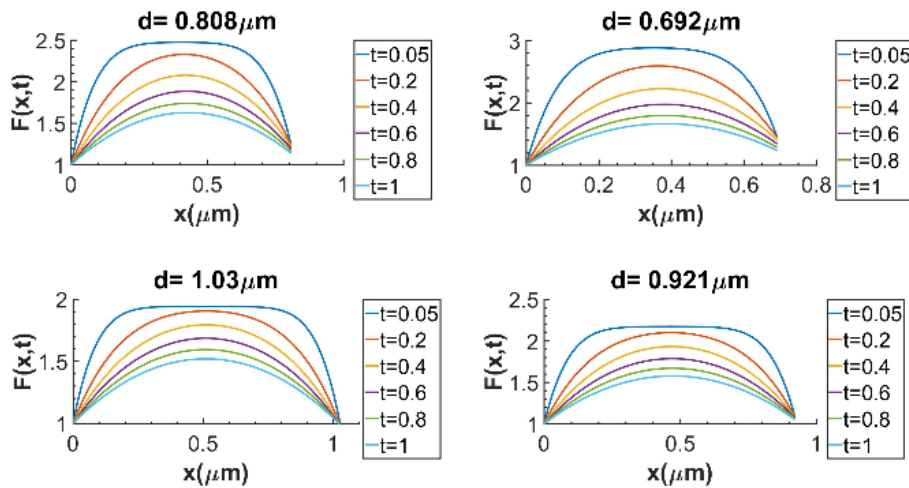 d= 0.808μm
2.5
2
1.5
1
F(x,t)
0
0.5
1
x(μm)
t=0.05
t=0.2
t=0.4
t=0.6
t=0.8
t=1
d= 0.692μm
3
2
1
F(x,t)
0
0.2
0.4
0.6
0.8
x(μm)
t=0.05
t=0.2
t=0.4
t=0.6
t=0.8
t=1
d= 1.03μm
2
1.5
1
F(x,t)
0
0.5
1
x(μm)
t=0.05
t=0.2
t=0.4
t=0.6
t=0.8
t=1
d= 0.921μm
2.5
2
1.5
1
F(x,t)
0
0.5
1
x(μm)
t=0.05
t=0.2
t=0.4
t=0.6
t=0.8
t=1